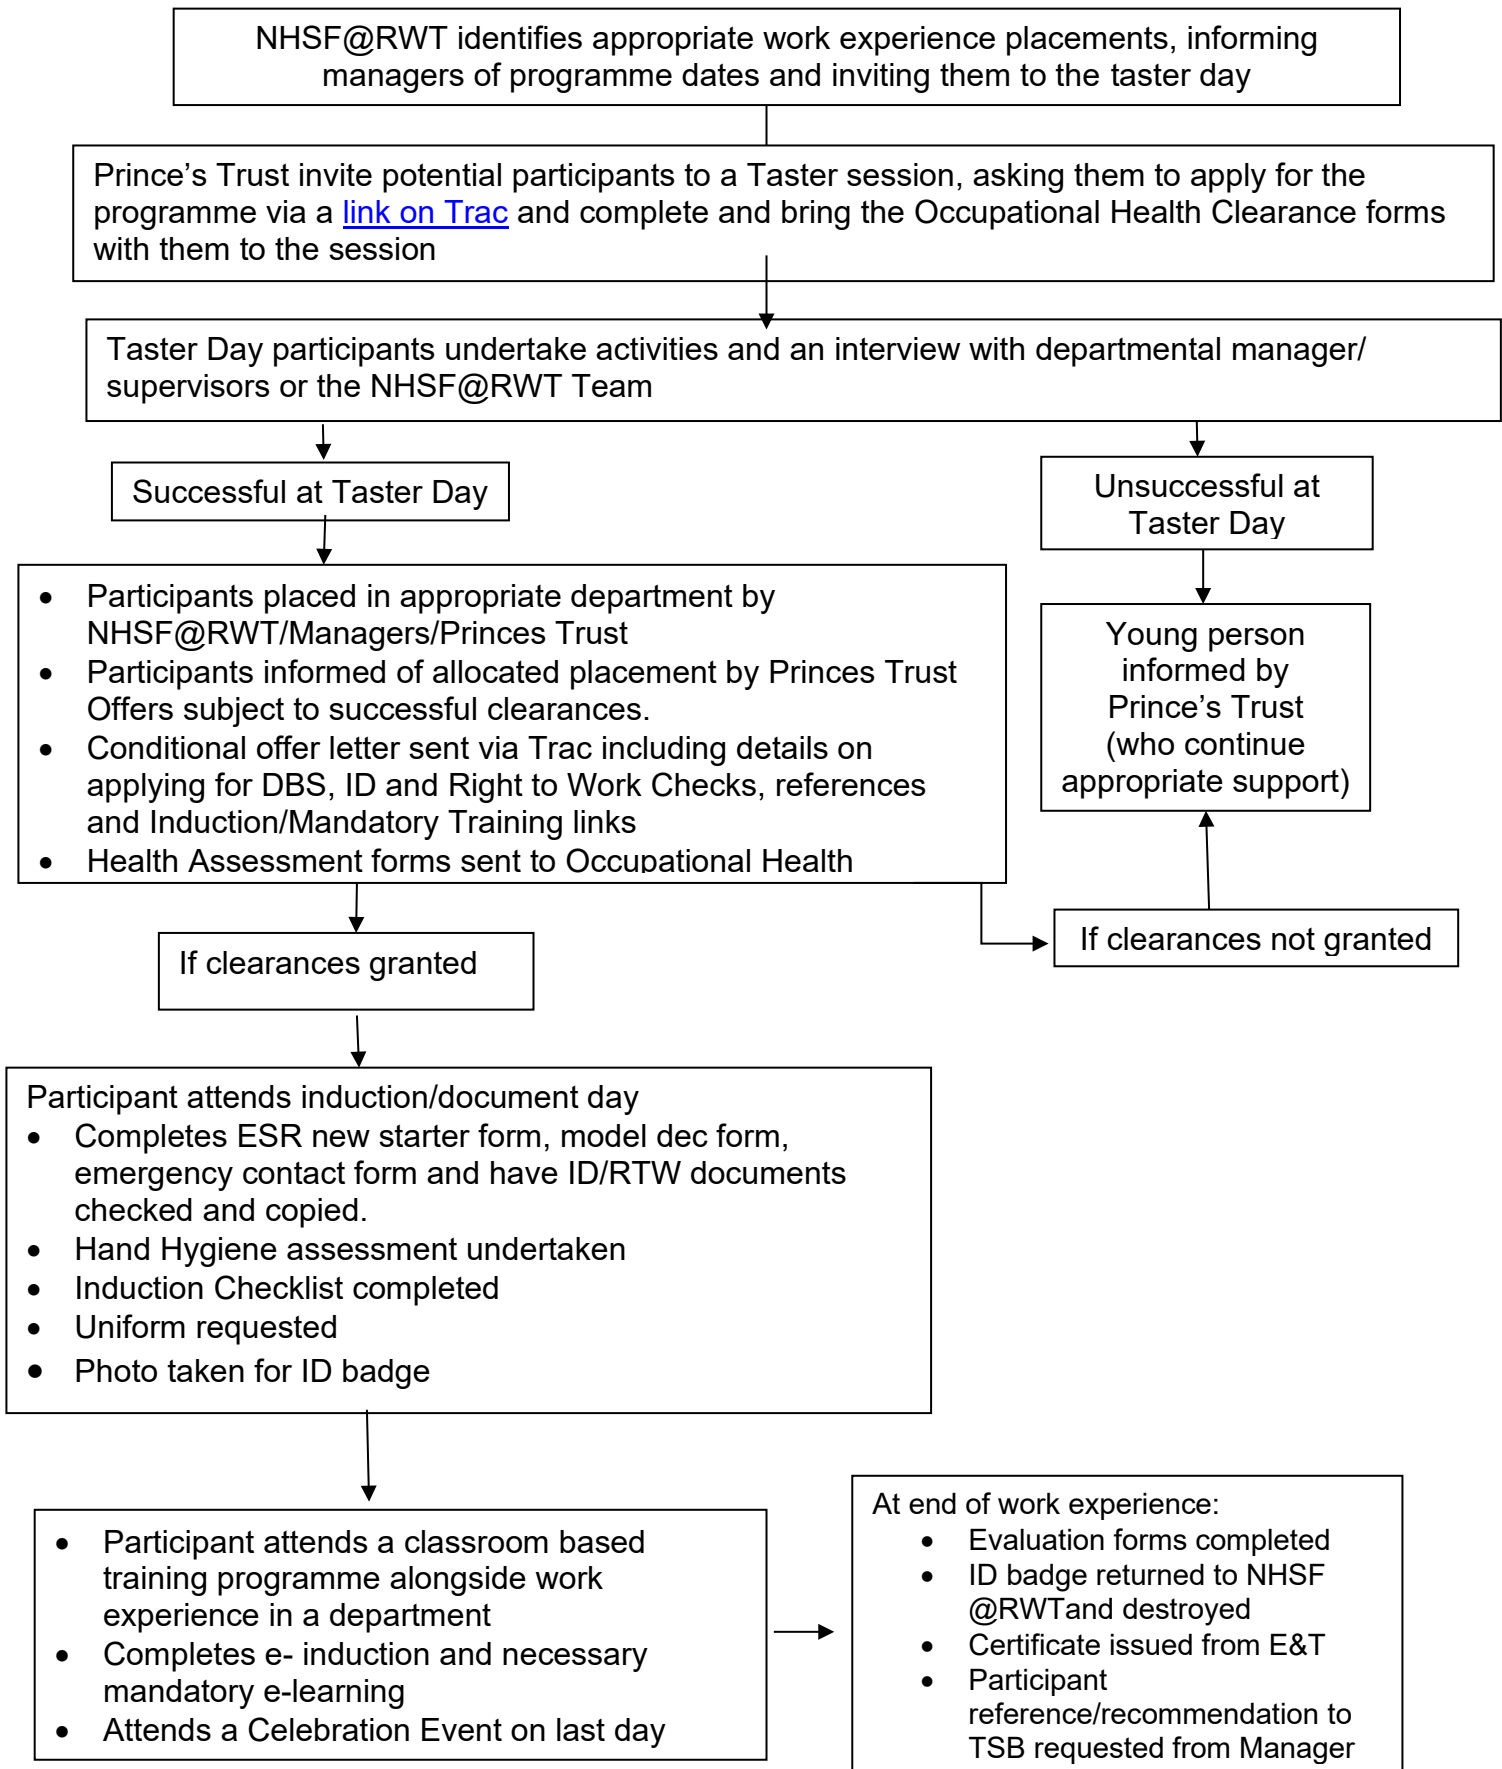 NHSF@RWT identifies appropriate work experience placements, informing
managers of programme dates and inviting them to the taster day
Prince’s Trust invite potential participants to a Taster session, asking them to apply for the
programme via a link on Trac and complete and bring the Occupational Health Clearance forms
with them to the session
Taster Day participants undertake activities and an interview with departmental manager/
supervisors or the NHSF@RWT Team
Successful at Taster Day
Unsuccessful at
Taster Day
• Participants placed in appropriate department by
NHSF@RWT/Managers/Princes Trust
• Participants informed of allocated placement by Princes Trust
Offers subject to successful clearances.
• Conditional offer letter sent via Trac including details on
applying for DBS, ID and Right to Work Checks, references
and Induction/Mandatory Training links
• Health Assessment forms sent to Occupational Health
Young person
informed by
Prince’s Trust
(who continue
appropriate support)
If clearances granted
If clearances not granted
Participant attends induction/document day
• Completes ESR new starter form, model dec form,
emergency contact form and have ID/RTW documents
checked and copied.
• Hand Hygiene assessment undertaken
• Induction Checklist completed
• Uniform requested
• Photo taken for ID badge
• Participant attends a classroom based
training programme alongside work
experience in a department
• Completes e- induction and necessary
mandatory e-learning
• Attends a Celebration Event on last day
At end of work experience:
• Evaluation forms completed
• ID badge returned to NHSF
@RWTand destroyed
• Certificate issued from E&T
• Participant
reference/recommendation to
TSB requested from Manager